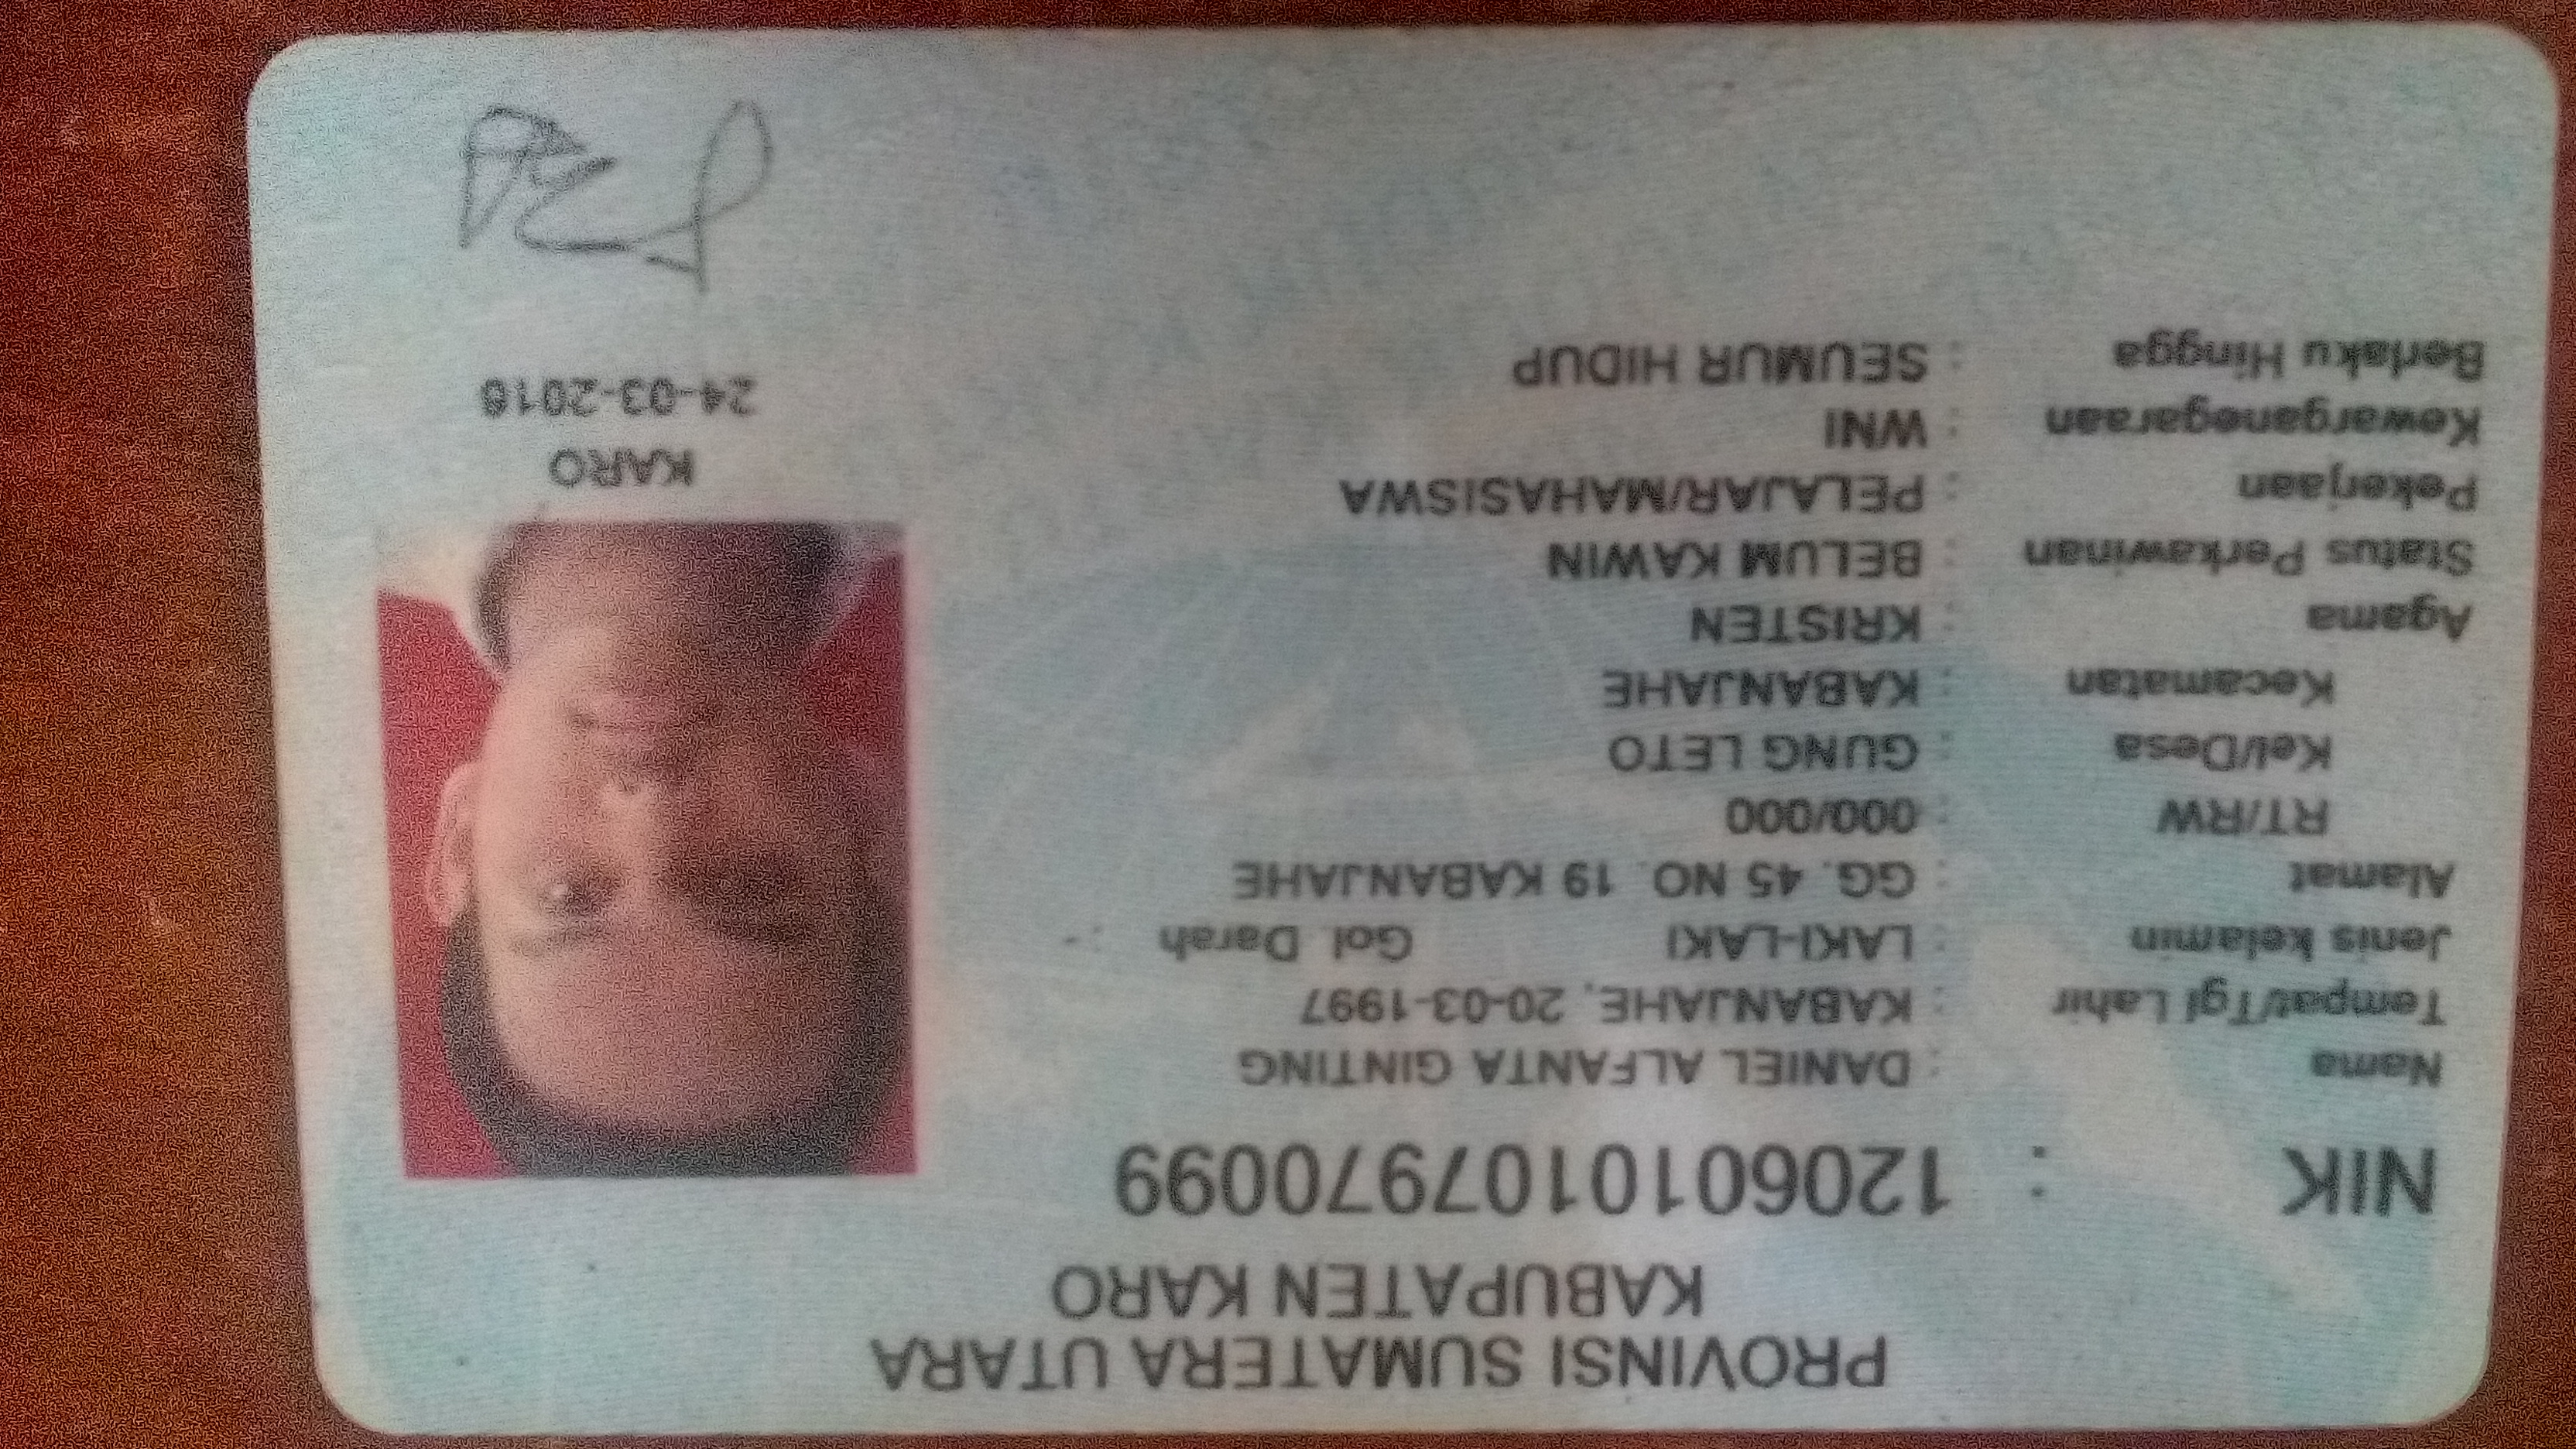 PROVINSI SUMATERA UTARA
KABUPATEN KARO
NIK : 1206010107970099
Nama : DANIEL ALFANTA GINTING
Tempat/Tgl Lahir : KABANJAHE, 20-03-1997
Jenis kelamin : LAKI-LAKI Gol. Darah : -
Alamat : GG. 45 NO. 19 KABANJAHE
RT/RW : 000/000
Kel/Desa : GUNG LETO
Kecamatan : KABANJAHE
Agama : KRISTEN
Status Perkawinan : BELUM KAWIN
Pekerjaan : PELAJAR/MAHASISWA
Kewarganegaraan : WNI
Berlaku Hingga : SEUMUR HIDUP
KARO
24-03-2016